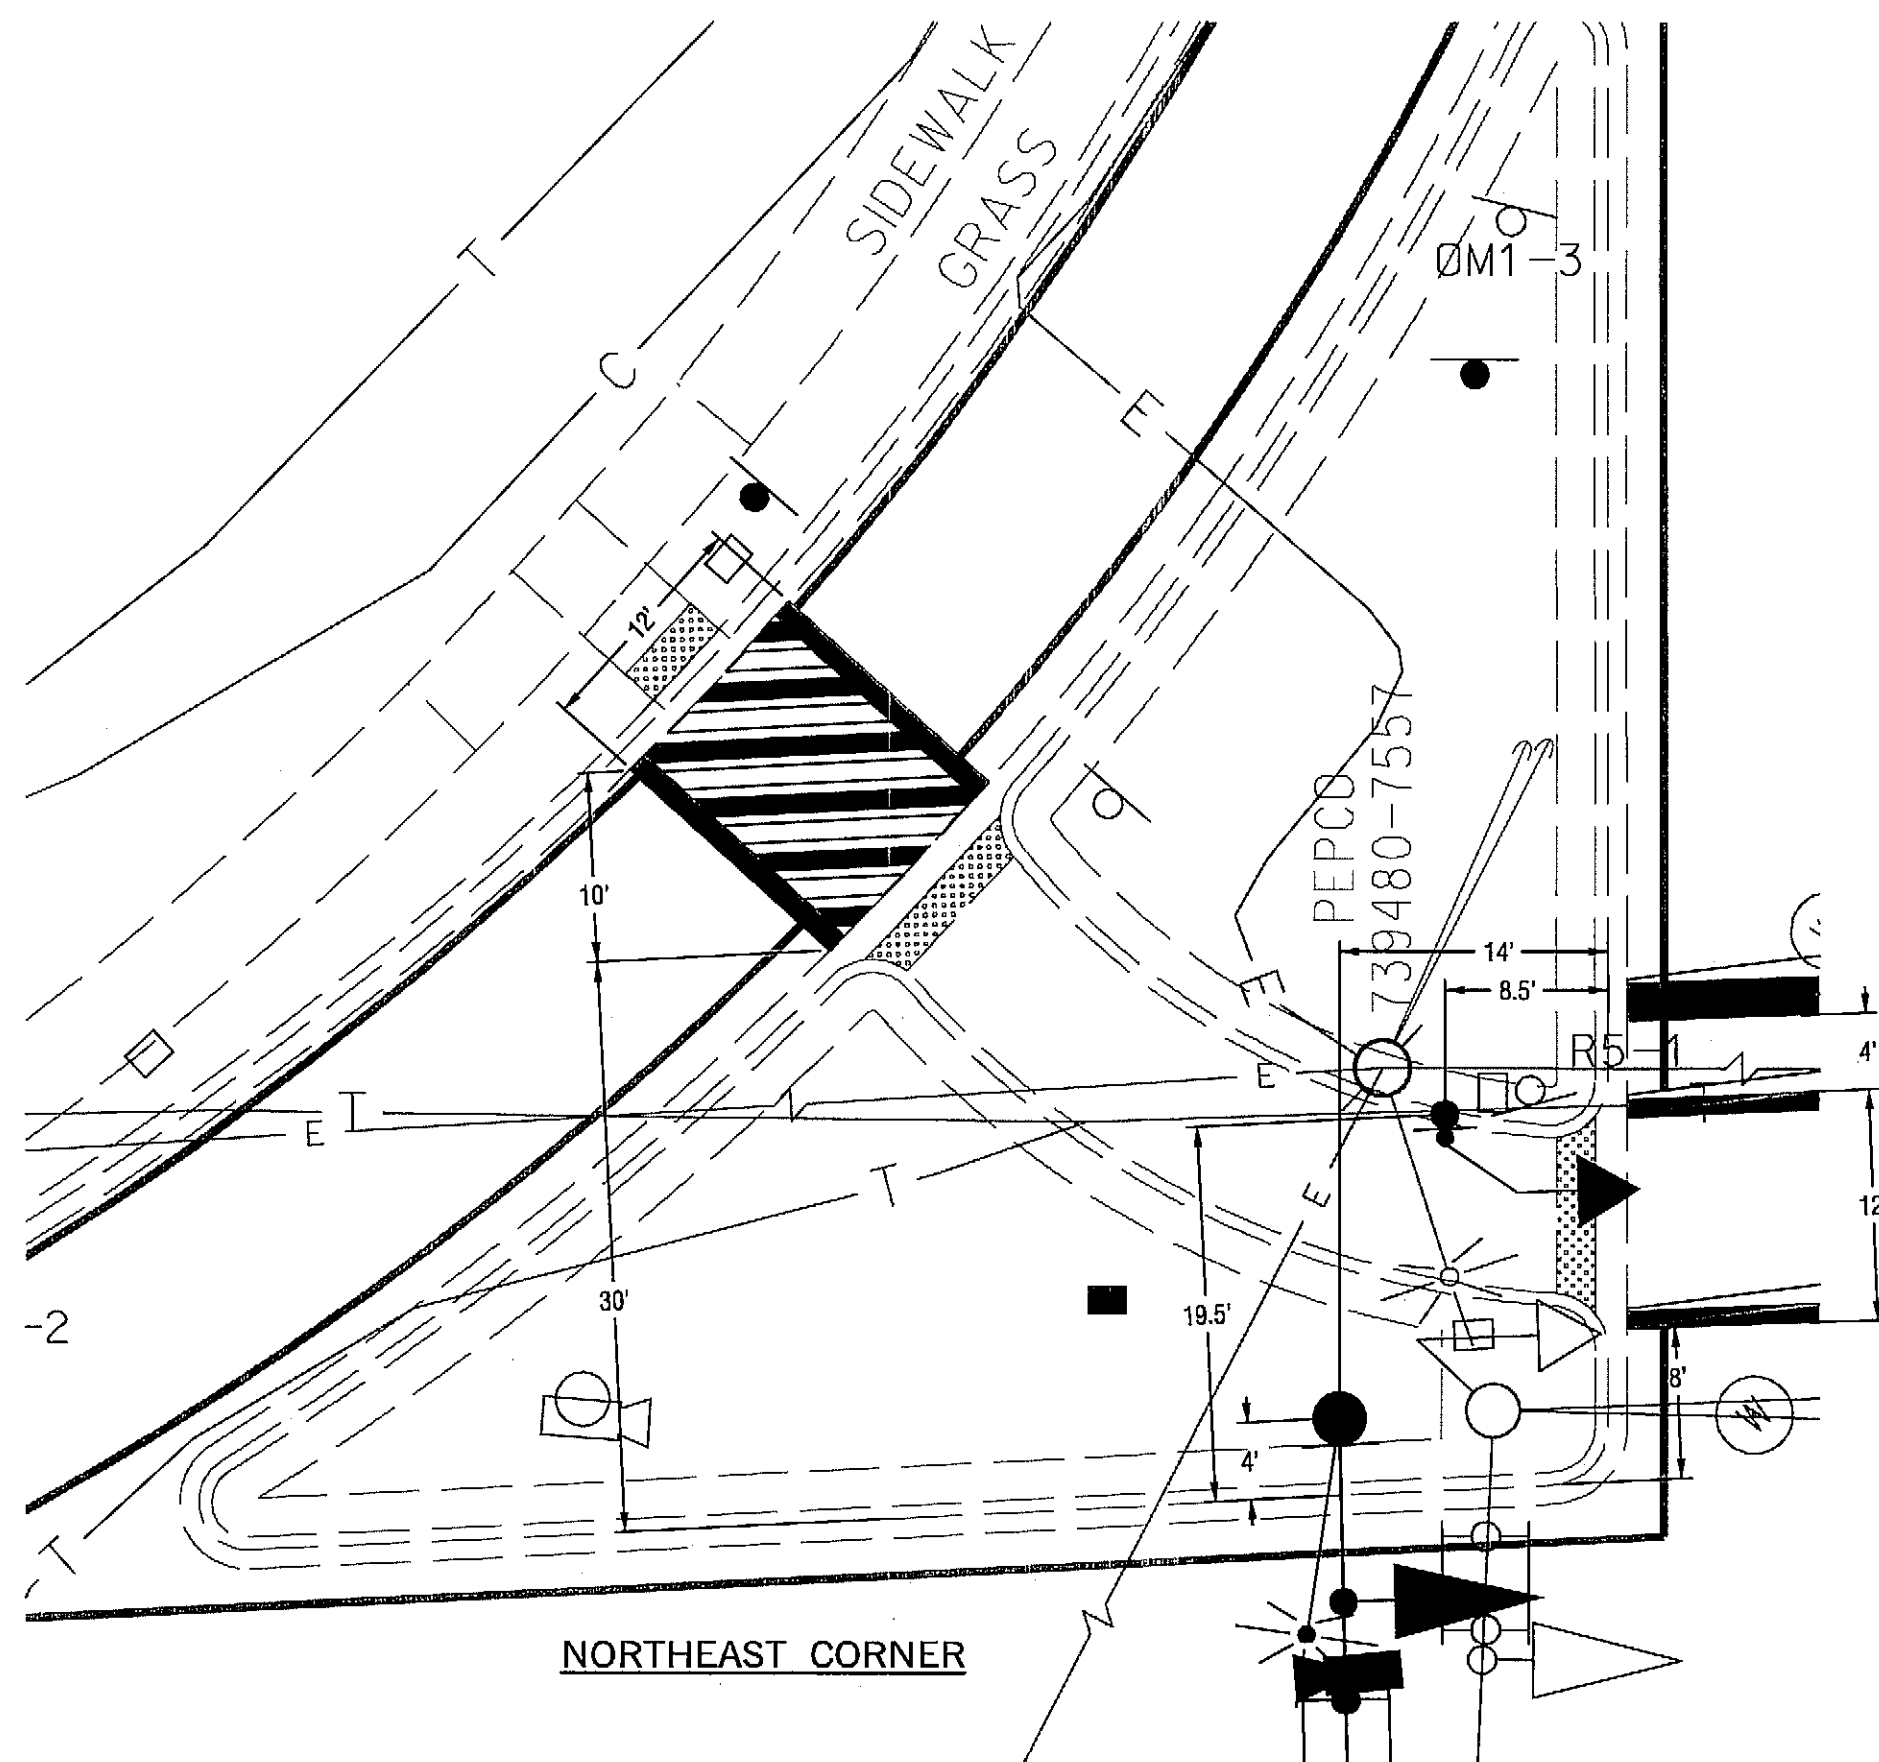 SIDEWALK
GRASS
T
C
E
ØM1-3
12'
PEPCO
739480-7557
10'
14'
8.5'
E
E
R5-1
N
4'
E
N
T
E
T
E
12
-2
30'
19.5'
8'
W
4'
T
N
NORTHEAST CORNER